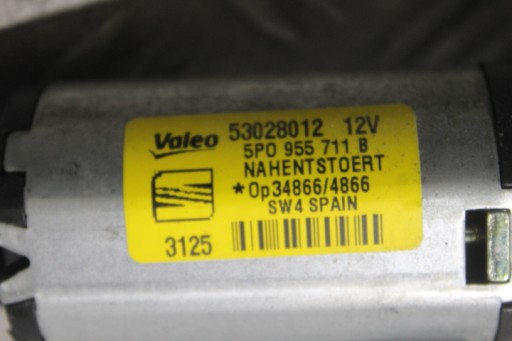 Valeo 53028012 12V
5P0 955 711 B
NAHENTSTOERT
*Op34866/4866
SW4 SPAIN
3125